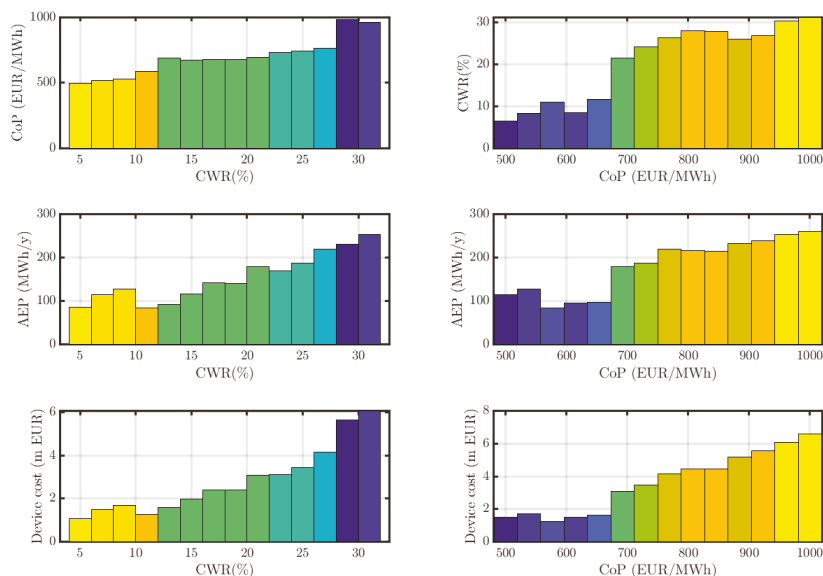 CoP (EUR/MWh)
1000
500
0
5 10 15 20 25 30
CWR(%)
CWR(%)
30
20
10
0
500 600 700 800 900 1000
CoP (EUR/MWh)
AEP (MWh/y)
300
200
100
0
5 10 15 20 25 30
CWR(%)
AEP (MWh/y)
300
200
100
0
500 600 700 800 900 1000
CoP (EUR/MWh)
Device cost (m EUR)
6
4
2
0
5 10 15 20 25 30
CWR(%)
Device cost (m EUR)
8
6
4
2
0
500 600 700 800 900 1000
CoP (EUR/MWh)